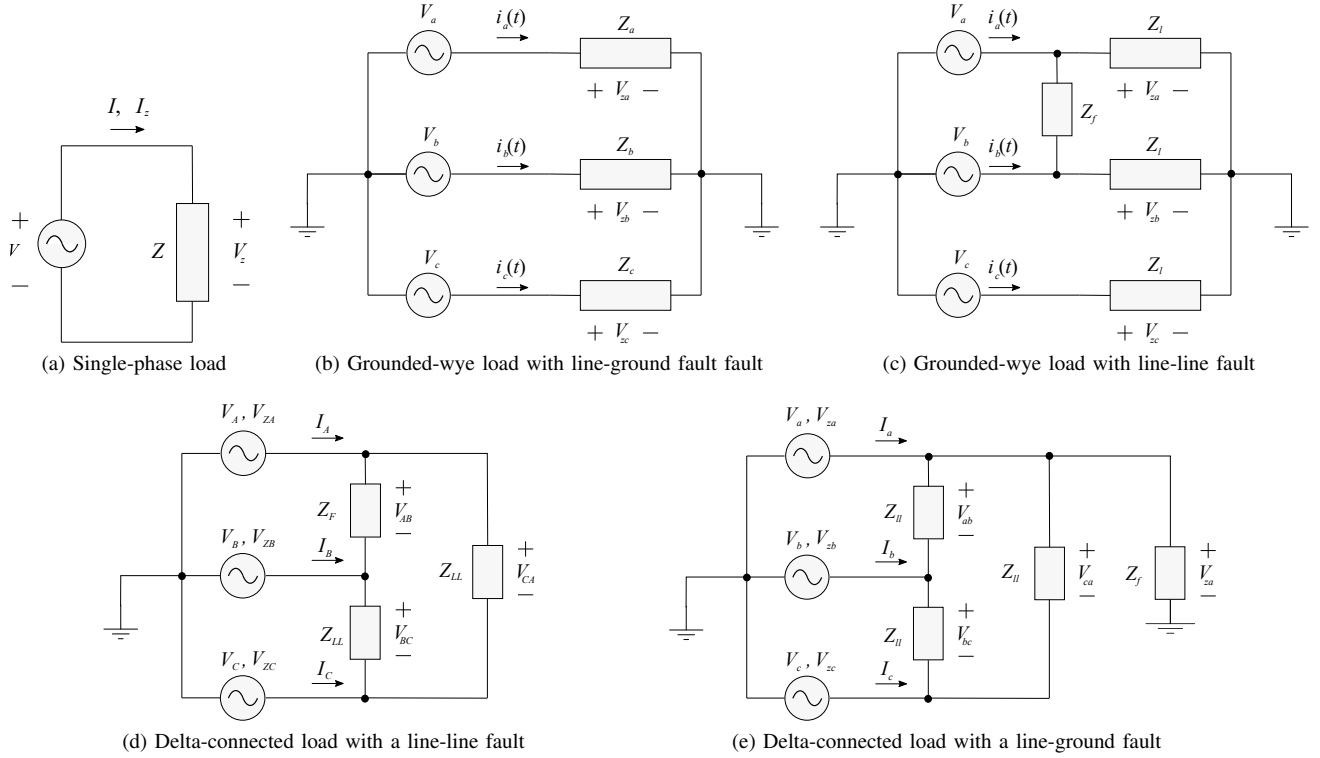 I, I_z
+ + 
V Z V_z
− −
(a) Single-phase load
V_a i_a(t) Z_a
+ V_za −
V_b i_b(t) Z_b
+ V_zb −
V_c i_c(t) Z_c
+ V_zc −
(b) Grounded-wye load with line-ground fault fault
V_a i_a(t) Z_l
+ V_za −
Z_f
V_b i_b(t) Z_l
+ V_zb −
V_c i_c(t) Z_l
+ V_zc −
(c) Grounded-wye load with line-line fault
V_A, V_ZA I_A
Z_F + V_AB −
V_B, V_ZB I_B
Z_LL + V_CA −
Z_LL + V_BC −
V_C, V_ZC I_C
(d) Delta-connected load with a line-line fault
V_a, V_za I_a
Z_ll + V_ab −
V_b, V_zb I_b
Z_ll + V_ca −
Z_f + V_za −
Z_ll + V_bc −
V_c, V_zc I_c
(e) Delta-connected load with a line-ground fault